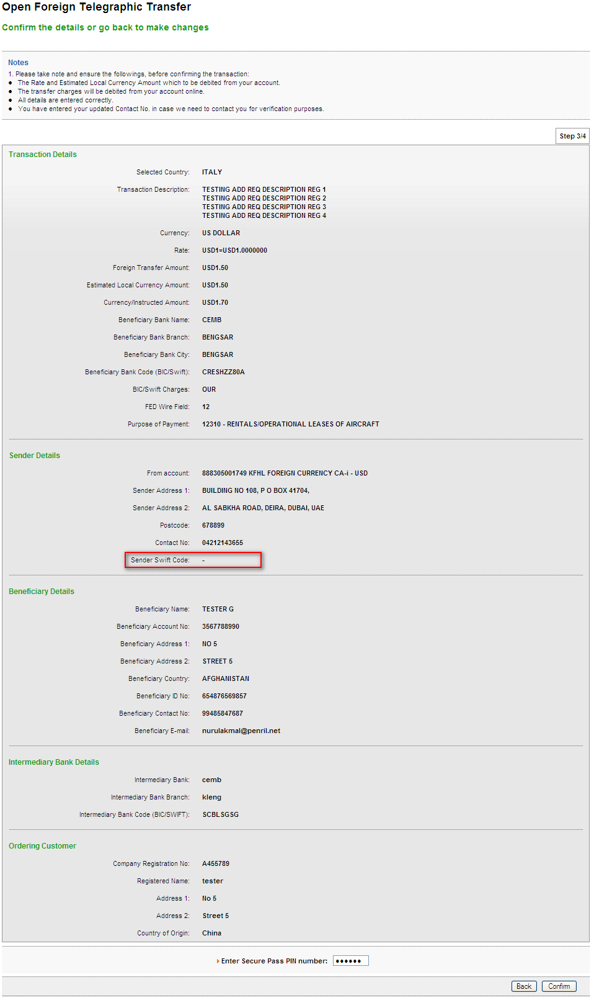 Open Foreign Telegraphic Transfer
Confirm the details or go back to make changes
Notes
1. Please take note and ensure the followings, before confirming the transaction:
● The Rate and Estimated Local Currency Amount which to be debited from your account.
● The transfer charges will be debited from your account online.
● All details are entered correctly.
● You have entered your updated Contact No. in case we need to contact you for verification purposes.
Step 3/4
Transaction Details
Selected Country: ITALY
Transaction Description: TESTING ADD REQ DESCRIPTION REG 1
TESTING ADD REQ DESCRIPTION REG 2
TESTING ADD REQ DESCRIPTION REG 3
TESTING ADD REQ DESCRIPTION REG 4
Currency: US DOLLAR
Rate: USD1=USD1.0000000
Foreign Transfer Amount: USD1.50
Estimated Local Currency Amount: USD1.50
Currency/Instructed Amount: USD1.70
Beneficiary Bank Name: CEMB
Beneficiary Bank Branch: BENGSAR
Beneficiary Bank City: BENGSAR
Beneficiary Bank Code (BIC/Swift): CRESHZZ80A
BIC/Swift Charges: OUR
FED Wire Field: 12
Purpose of Payment: 12310 - RENTALS/OPERATIONAL LEASES OF AIRCRAFT
Sender Details
From account: 888305001749 KFHL FOREIGN CURRENCY CA-i - USD
Sender Address 1: BUILDING NO 108, P O BOX 41704,
Sender Address 2: AL SABKHA ROAD, DEIRA, DUBAI, UAE
Postcode: 678899
Contact No: 04212143655
Sender Swift Code: -
Beneficiary Details
Beneficiary Name: TESTER G
Beneficiary Account No: 3567788990
Beneficiary Address 1: NO 5
Beneficiary Address 2: STREET 5
Beneficiary Country: AFGHANISTAN
Beneficiary ID No: 654876569857
Beneficiary Contact No: 99485847687
Beneficiary E-mail: nurulakmal@penril.net
Intermediary Bank Details
Intermediary Bank: cemb
Intermediary Bank Branch: kleng
Intermediary Bank Code (BIC/SWIFT): SCBLSGSG
Ordering Customer
Company Registration No: A455789
Registered Name: tester
Address 1: No 5
Address 2: Street 5
Country of Origin: China
Enter Secure Pass PIN number: ●●●●●●
Back Confirm